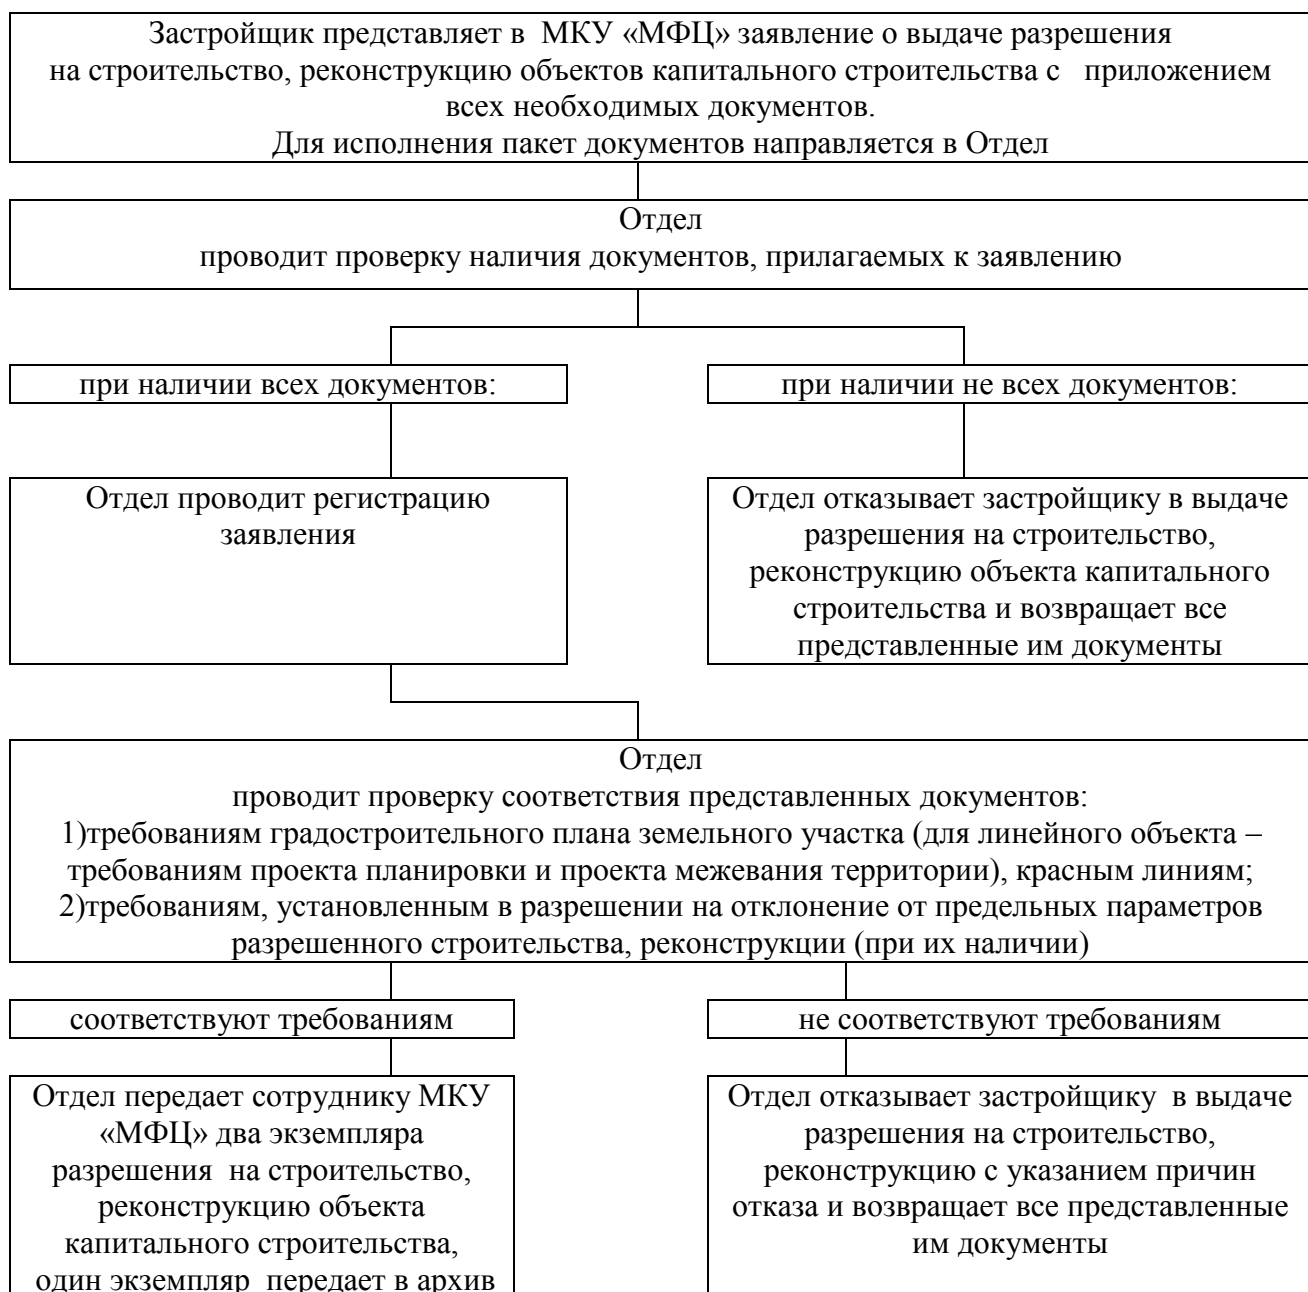 Застройщик представляет в  МКУ «МФЦ» заявление о выдаче разрешения
на строительство, реконструкцию объектов капитального строительства с   приложением
всех необходимых документов.
Для исполнения пакет документов направляется в Отдел
Отдел
проводит проверку наличия документов, прилагаемых к заявлению
при наличии всех документов:
при наличии не всех документов:
Отдел проводит регистрацию
заявления
Отдел отказывает застройщику в выдаче
разрешения на строительство,
реконструкцию объекта капитального
строительства и возвращает все
представленные им документы
Отдел
проводит проверку соответствия представленных документов:
1)требованиям градостроительного плана земельного участка (для линейного объекта –
требованиям проекта планировки и проекта межевания территории), красным линиям;
2)требованиям, установленным в разрешении на отклонение от предельных параметров
разрешенного строительства, реконструкции (при их наличии)
соответствуют требованиям
не соответствуют требованиям
Отдел передает сотруднику МКУ
«МФЦ» два экземпляра
разрешения  на строительство,
реконструкцию объекта
капитального строительства,
один экземпляр  передает в архив
Отдел отказывает застройщику  в выдаче
разрешения на строительство,
реконструкцию с указанием причин
отказа и возвращает все представленные
им документы